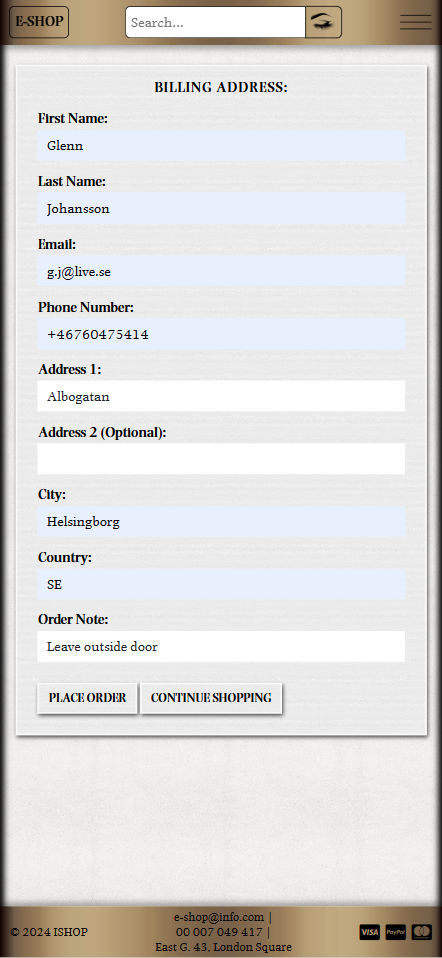 E-SHOP
Search...
BILLING ADDRESS:
First Name:
Glenn
Last Name:
Johansson
Email:
g.j@live.se
Phone Number:
+46760475414
Address 1:
Albogatan
Address 2 (Optional):
City:
Helsingborg
Country:
SE
Order Note:
Leave outside door
PLACE ORDER CONTINUE SHOPPING
e-shop@info.com |
© 2024 ISHOP 00 007 049 417 | VISA PayPal
East G. 43, London Square